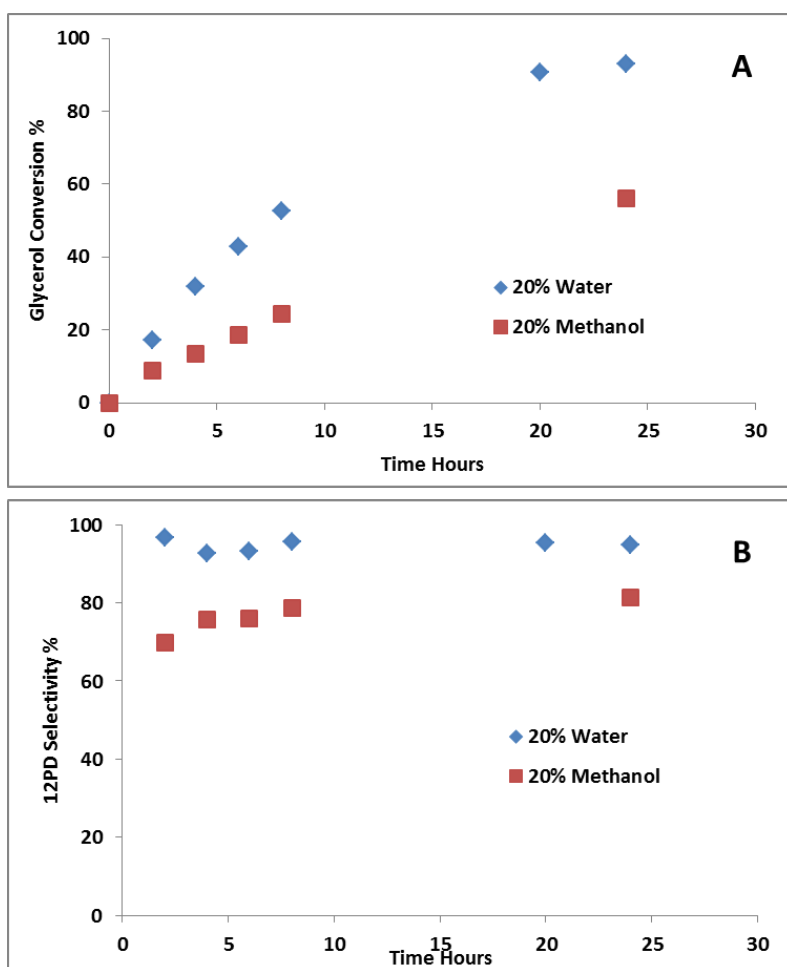 100
80
60
40
20
0
Glycerol Conversion %
A
20% Water
20% Methanol
0 5 10 15 20 25 30
Time Hours
100
80
60
40
20
0
12PD Selectivity %
B
20% Water
20% Methanol
0 5 10 15 20 25 30
Time Hours